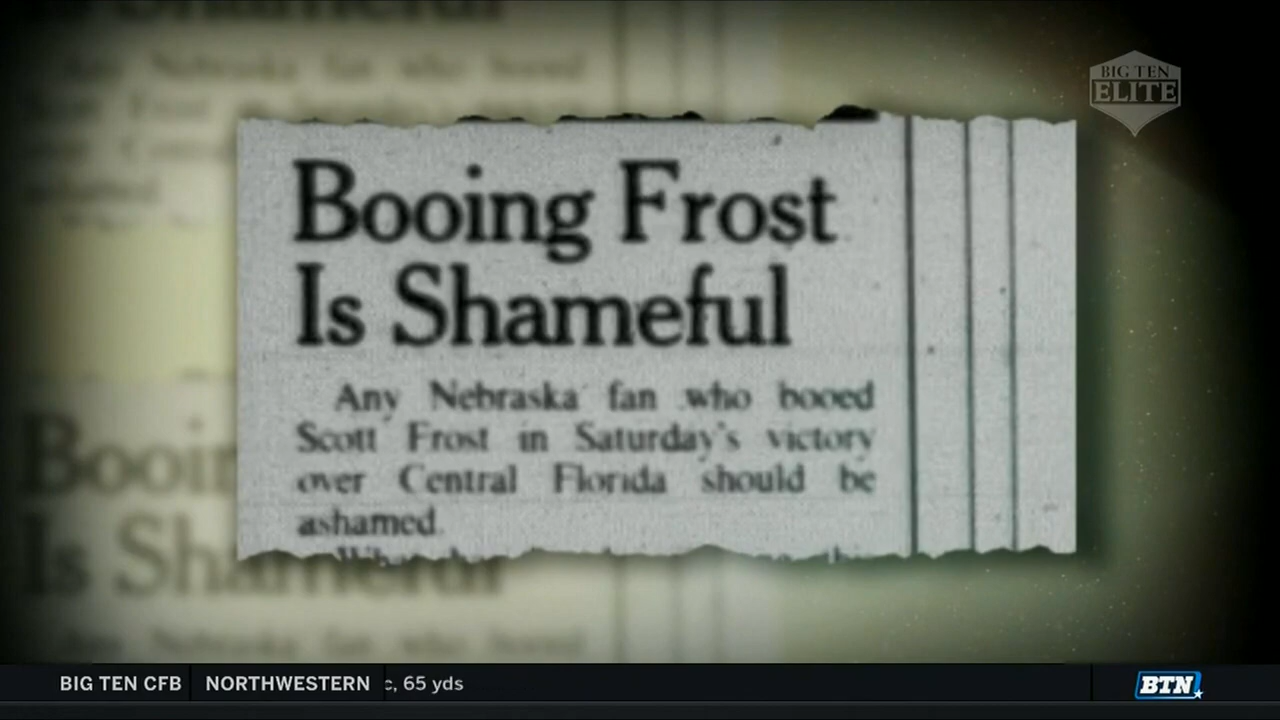 BIG TEN
ELITE
Booing Frost
Is Shameful
Any Nebraska fan who booed
Scott Frost in Saturday's victory
over Central Florida should be
ashamed.
BIG TEN CFB
NORTHWESTERN
c, 65 yds
BTN